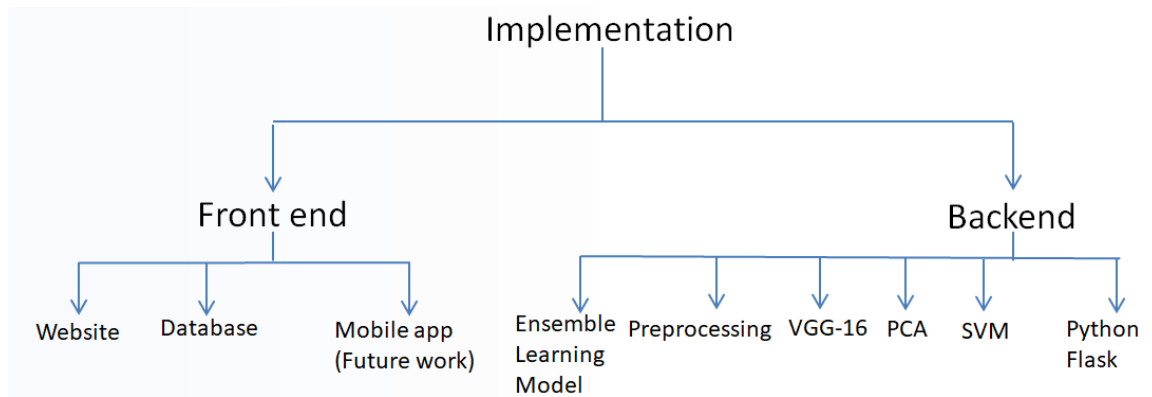 Implementation
Front end
Backend
Website
Database
Mobile app
(Future work)
Ensemble
Learning
Model
Preprocessing
VGG-16
PCA
SVM
Python
Flask